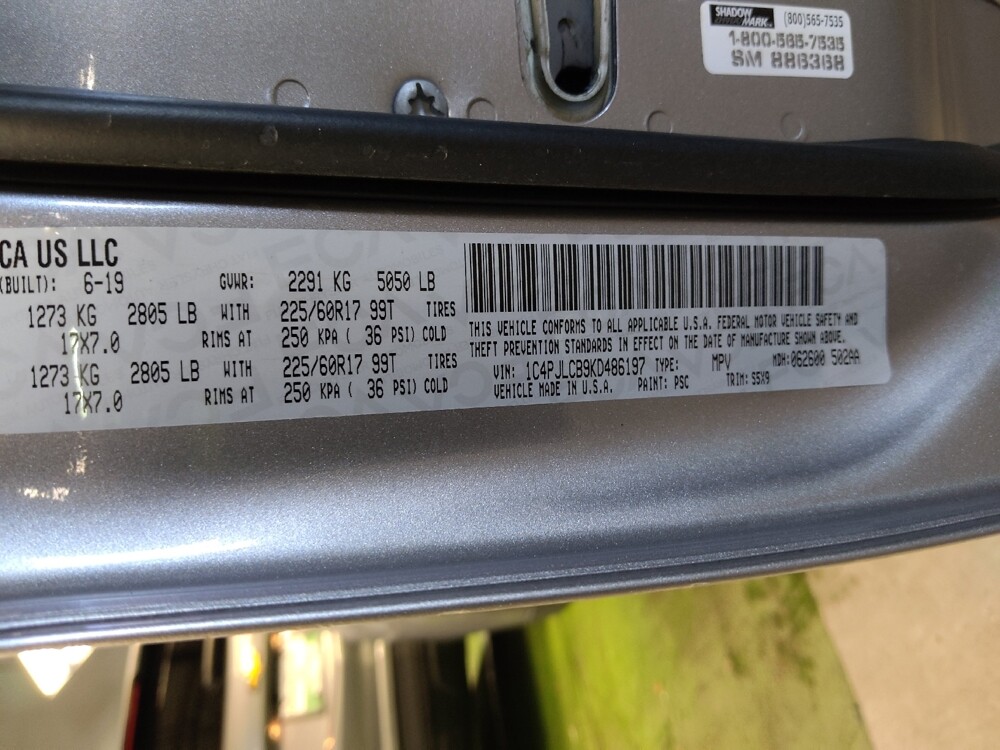 SHADOW MARK (800)565-7535
1-800-565-7535
SM 886368
CA US LLC
(BUILT): 6-19 GVWR: 2291 KG 5050 LB
1273 KG 2805 LB WITH 225/60R17 99T TIRES
17X7.0 RIMS AT 250 KPA ( 36 PSI) COLD
1273 KG 2805 LB WITH 225/60R17 99T TIRES
17X7.0 RIMS AT 250 KPA ( 36 PSI) COLD
THIS VEHICLE CONFORMS TO ALL APPLICABLE U.S.A. FEDERAL MOTOR VEHICLE SAFETY AND
THEFT PREVENTION STANDARDS IN EFFECT ON THE DATE OF MANUFACTURE SHOWN ABOVE.
VIN: 1C4PJLCB9KD486197 TYPE: MPV MDH: 062600 502AA
VEHICLE MADE IN U.S.A. PAINT: PSC TRIM: S5X9